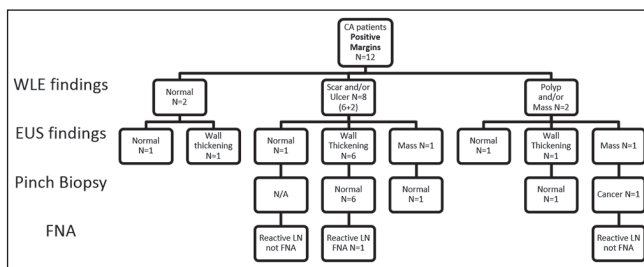 CA patients
Positive
Margins
N=12
WLE findings
Normal
N=2
Scar and/or
Ulcer N=8
(6+2)
Polyp
and/or
Mass N=2
EUS findings
Normal
N=1
Wall
thickening
N=1
Normal
N=1
Wall
Thickening
N=6
Mass N=1
Normal
N=1
Wall
Thickening
N=1
Mass N=1
Pinch Biopsy
N/A
Normal
N=6
Normal
N=1
Normal
N=1
Cancer N=1
FNA
Reactive LN
not FNA
Reactive LN
FNA N=1
Reactive LN
not FNA